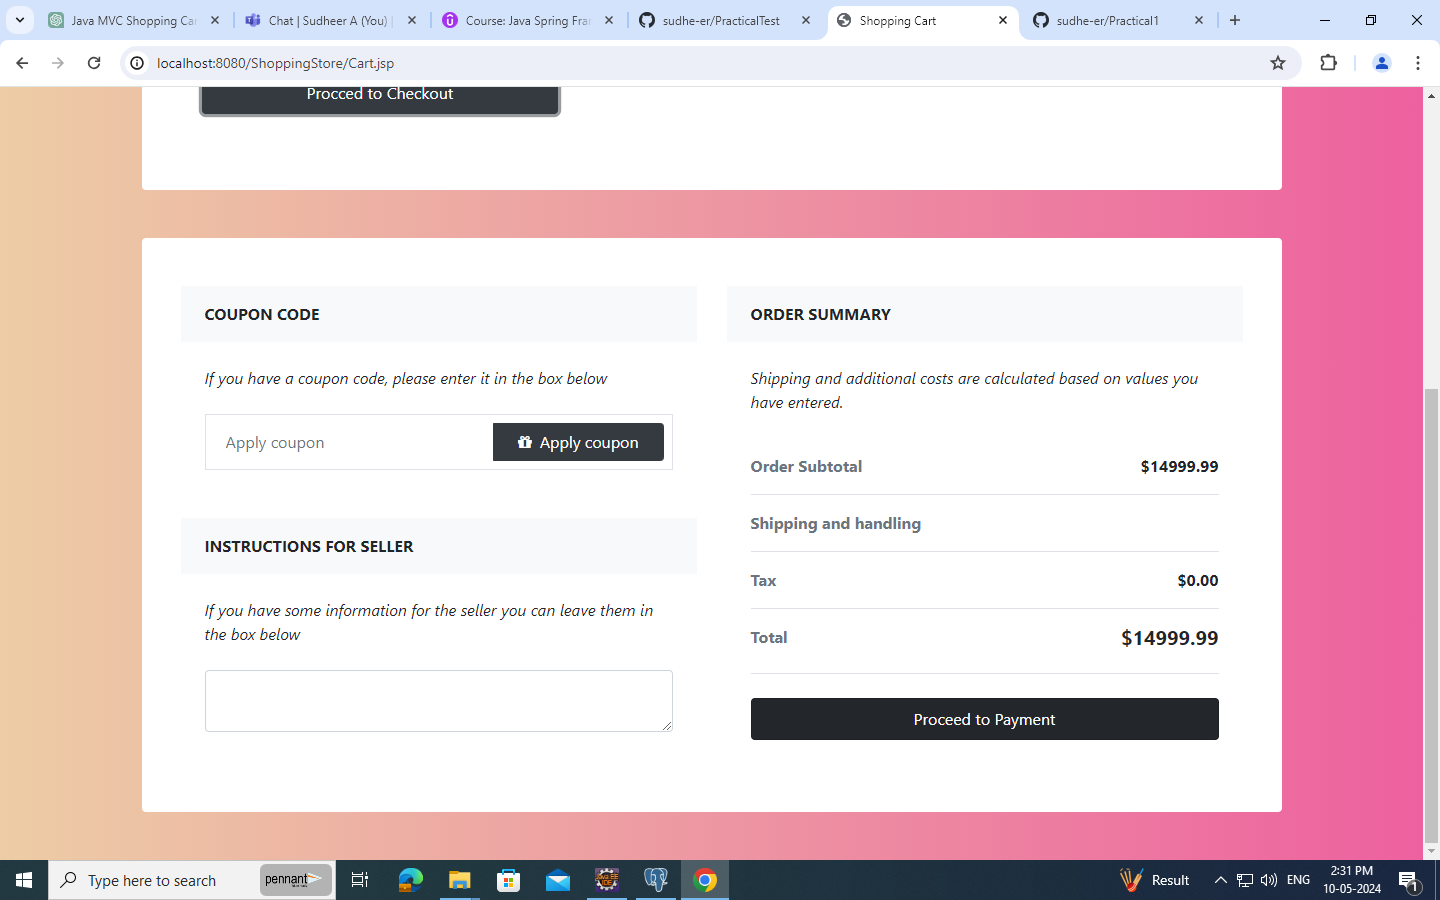 Java MVC Shopping Car
Chat | Sudheer A (You) |
Course: Java Spring Fran
sudhe-er/PracticalTest
Shopping Cart
sudhe-er/Practical1
localhost:8080/ShoppingStore/Cart.jsp
Procced to Checkout
COUPON CODE
If you have a coupon code, please enter it in the box below
Apply coupon
Apply coupon
INSTRUCTIONS FOR SELLER
If you have some information for the seller you can leave them in
the box below
ORDER SUMMARY
Shipping and additional costs are calculated based on values you
have entered.
Order Subtotal $14999.99
Shipping and handling
Tax $0.00
Total $14999.99
Proceed to Payment
Type here to search
pennant
Result
ENG
2:31 PM
10-05-2024
1